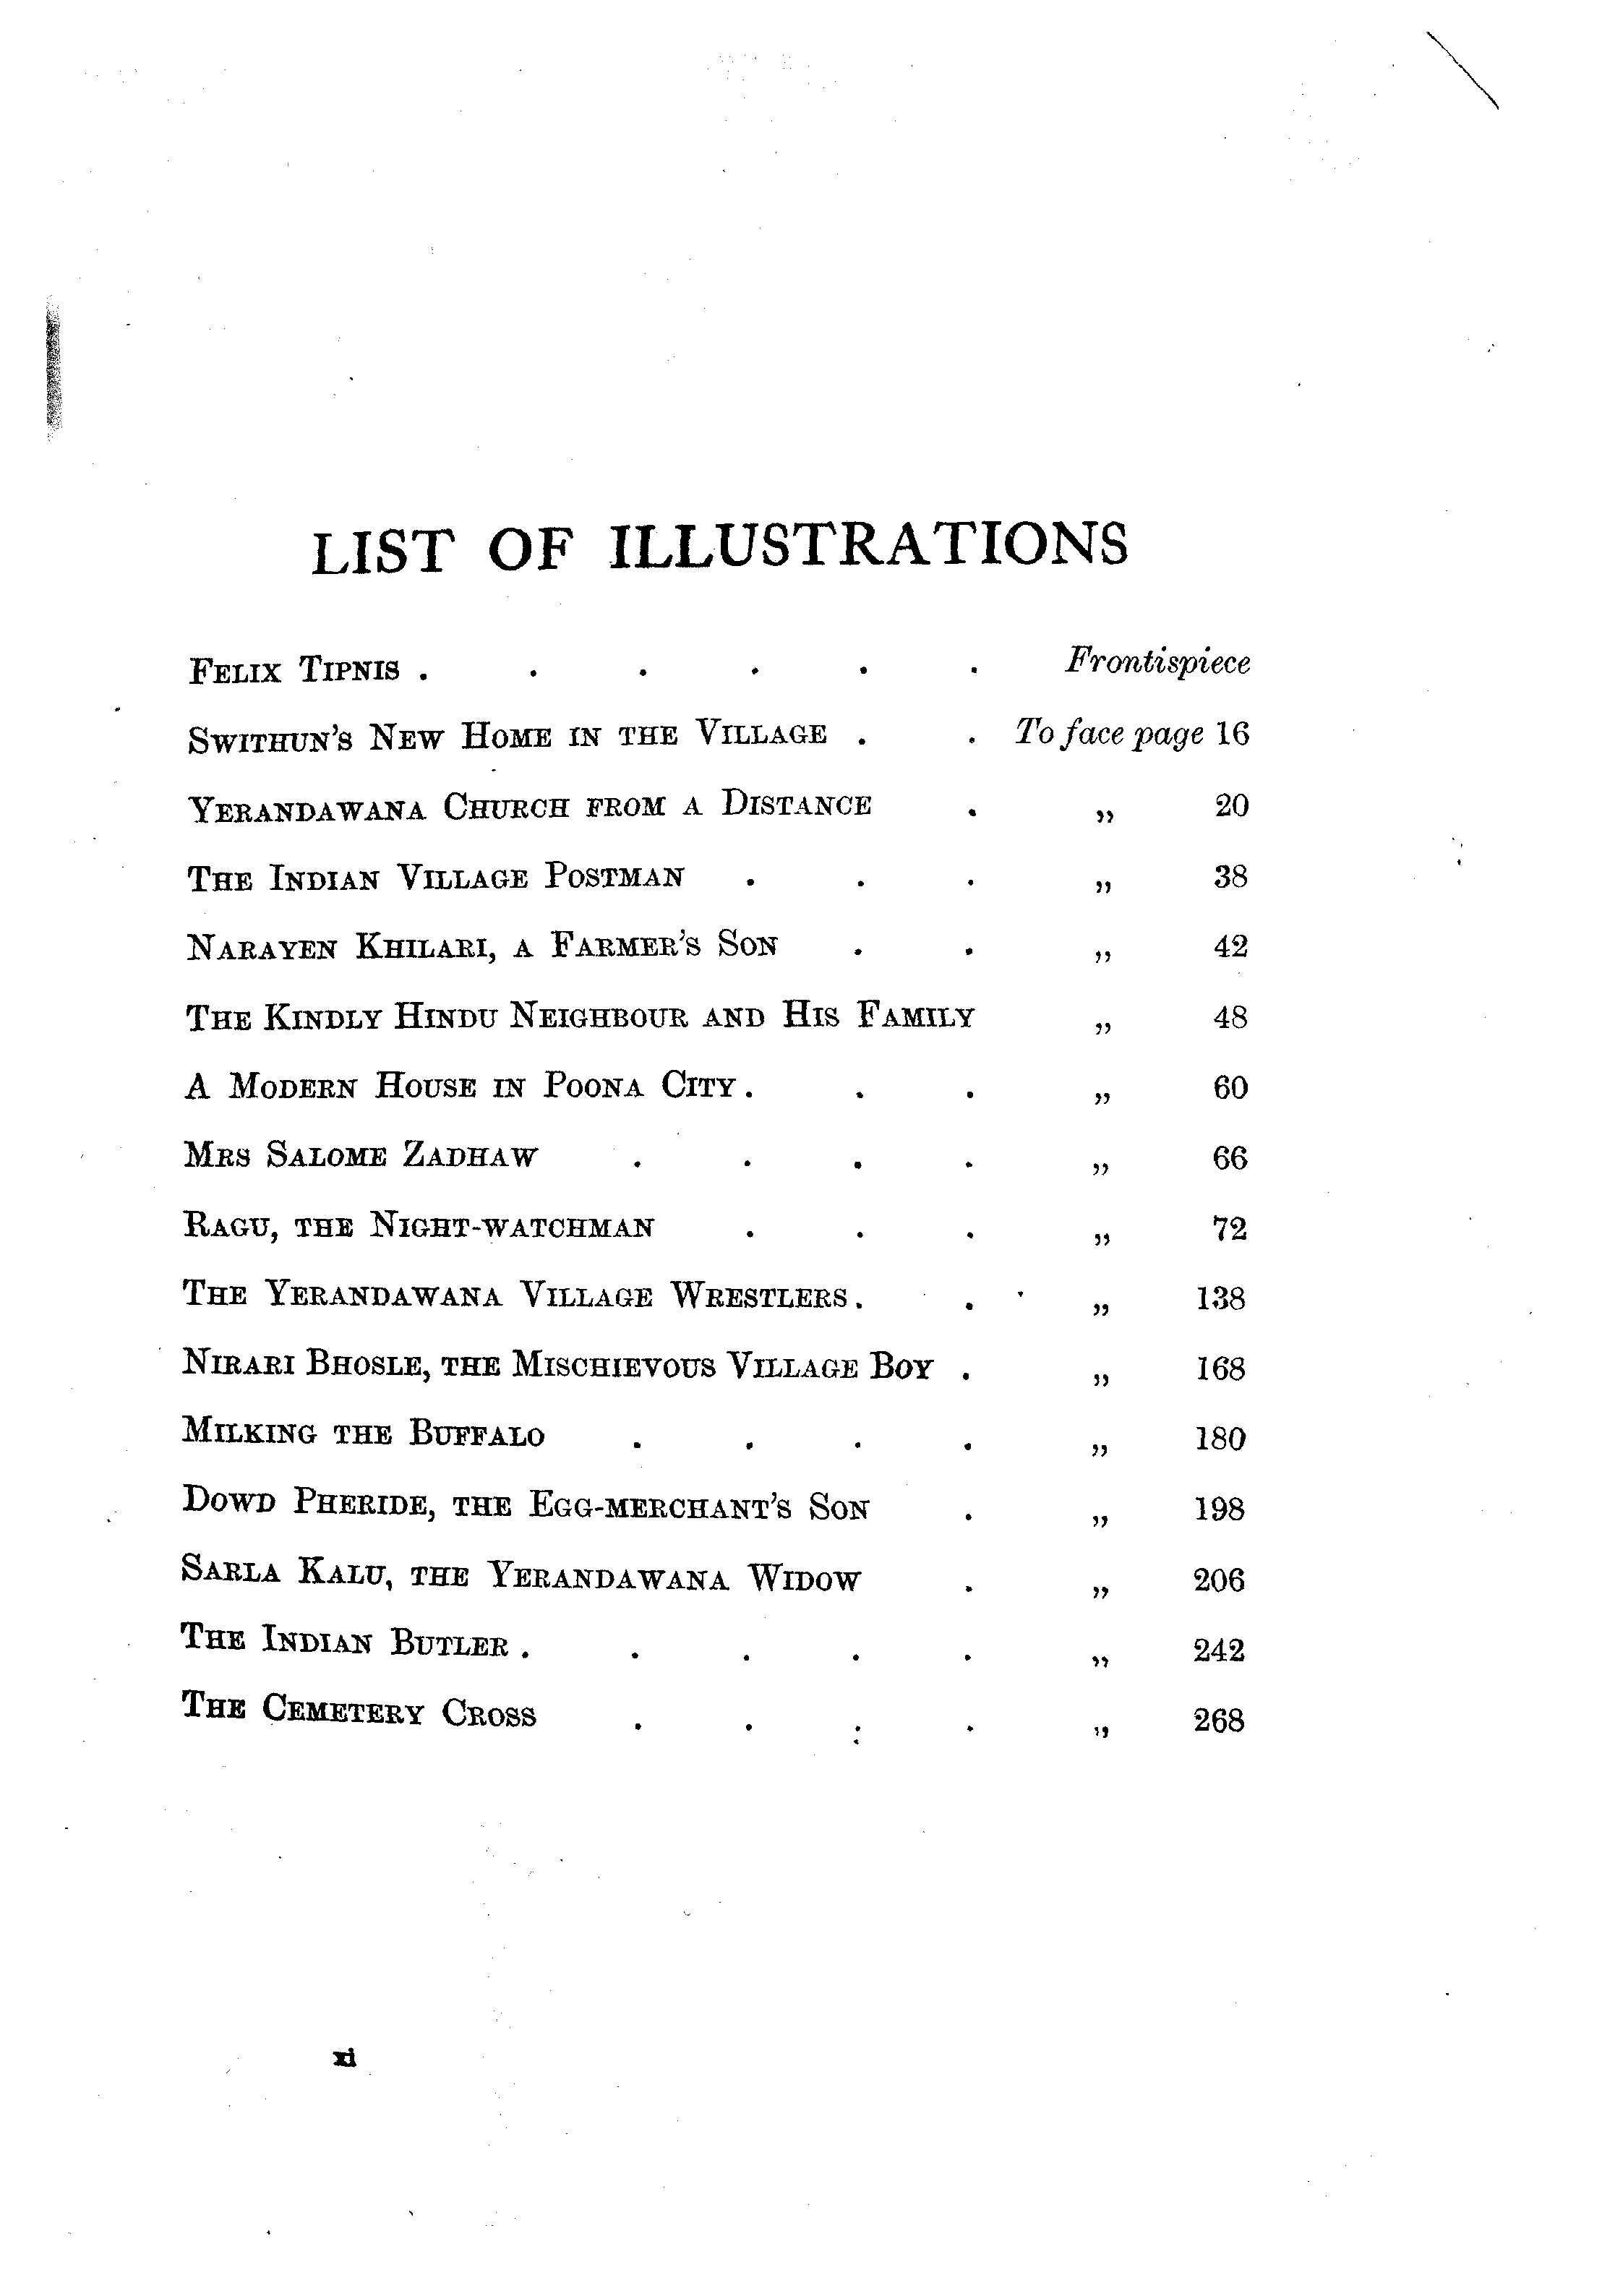 LIST OF ILLUSTRATIONS
FELIX TIPNIS . . . . . . Frontispiece
SWITHUN'S NEW HOME IN THE VILLAGE . . To face page 16
YERANDAWANA CHURCH FROM A DISTANCE . „ 20
THE INDIAN VILLAGE POSTMAN . . . „ 38
NARAYEN KHILARI, A FARMER'S SON . . „ 42
THE KINDLY HINDU NEIGHBOUR AND HIS FAMILY „ 48
A MODERN HOUSE IN POONA CITY . . . „ 60
MRS SALOME ZADHAW . . . . „ 66
RAGU, THE NIGHT-WATCHMAN . . . „ 72
THE YERANDAWANA VILLAGE WRESTLERS . . „ 138
NIRARI BHOSLE, THE MISCHIEVOUS VILLAGE BOY . „ 168
MILKING THE BUFFALO . . . . „ 180
DOWD PHERIDE, THE EGG-MERCHANT'S SON . „ 198
SARLA KALU, THE YERANDAWANA WIDOW . „ 206
THE INDIAN BUTLER . . . . . „ 242
THE CEMETERY CROSS . . . . „ 268
xi